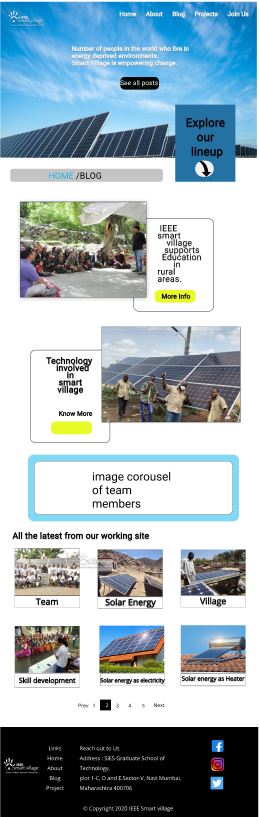 IEEE
smart village
Home About Blog Projects Join Us
Number of people in the world who live in
energy deprived environments.
Smart Village is empowering change.
See all posts
Explore
our
lineup
HOME /BLOG
IEEE
smart
village
supports
Education
in
rural
areas.
More Info
Technology
involved
in
smart
village
Know More
image corousel
of team
members
All the latest from our working site
Team
Solar Energy
Village
Skill development
Solar energy as electricity
Solar energy as Heater
Prev 1 2 3 4 5 Next
IEEE
smart village
Links
Home
About
Blog
Project
Reach out to Us
Address : SIES Graduate School of
Technology,
plot 1-C, D and E,Sector-V, Navi Mumbai,
Maharashtra 400706
© Copyright 2020 IEEE Smart village